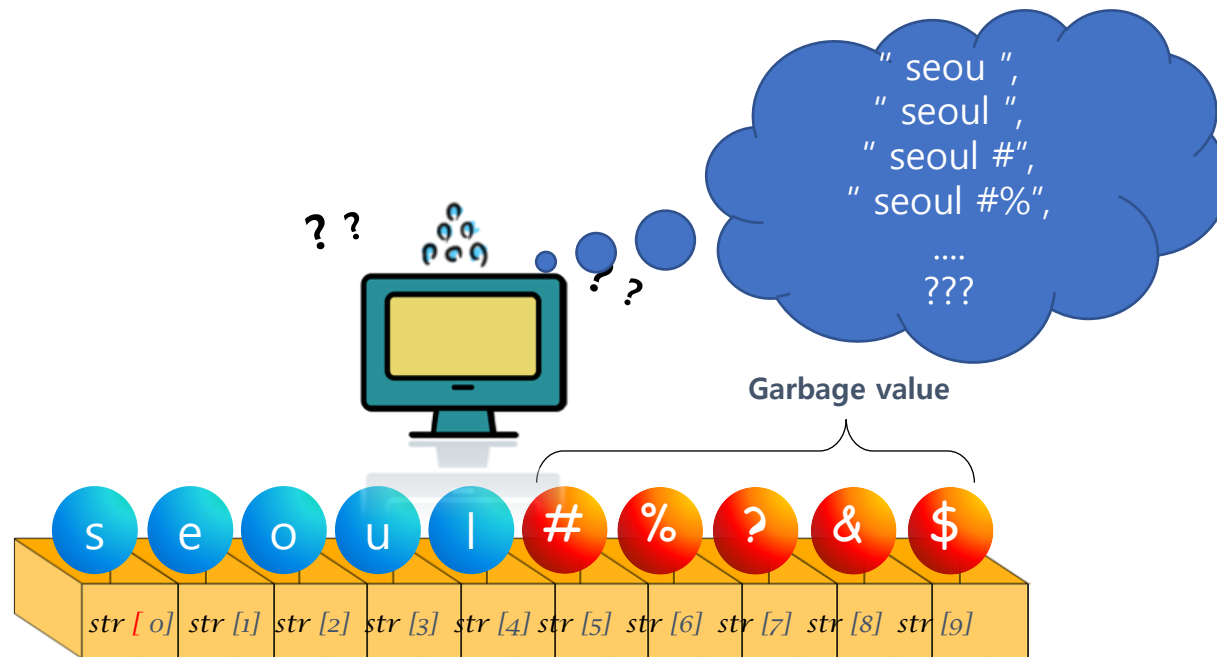 " seou ",
" seoul ",
" seoul #",
" seoul #%",
....
???
? ?
? ?
Garbage value
s e o u l # % ? & $
str [ 0] str [1] str [2] str [3] str [4] str [5] str [6] str [7] str [8] str [9]